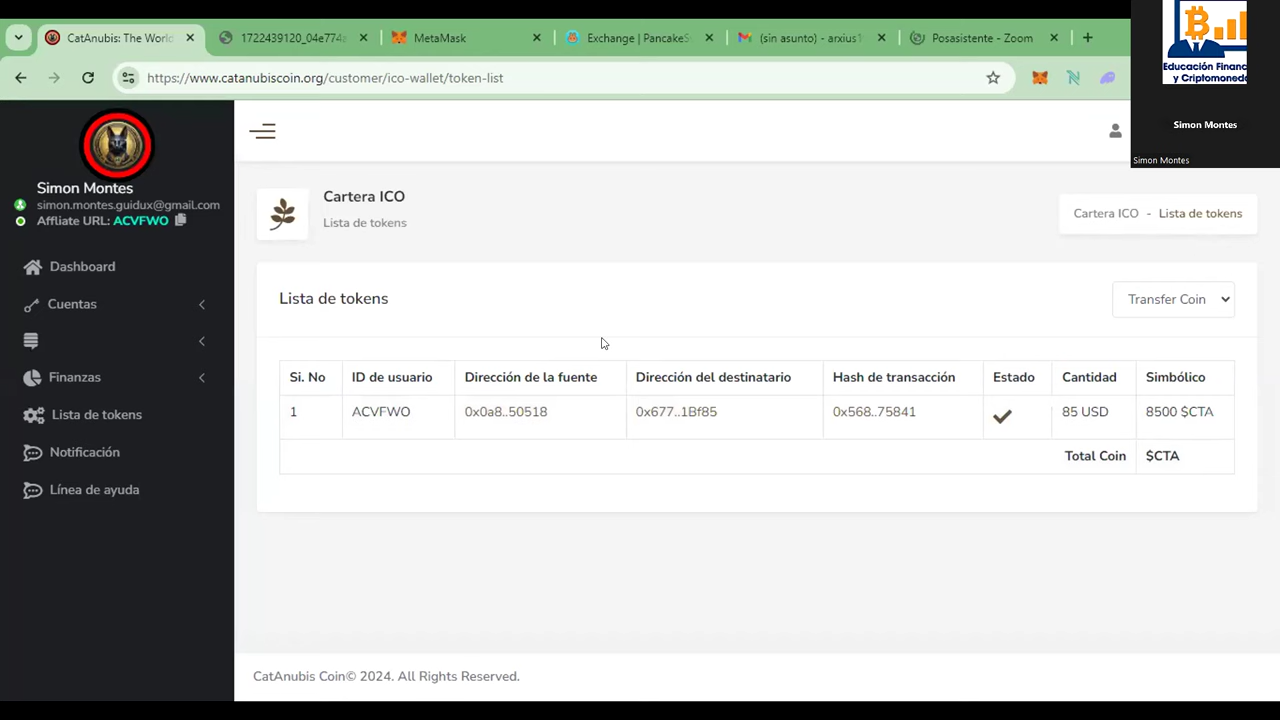 CatAnubis: The World
1722439120_04e774a
MetaMask
Exchange | PancakeS
(sin asunto) - arxius1
Posasistente - Zoom
https://www.catanubiscoin.org/customer/ico-wallet/token-list
Educación Financ
y Criptomoneda
Simon Montes
Simon Montes
Simon Montes
simon.montes.guidux@gmail.com
Affliate URL: ACVFWO
Dashboard
Cuentas
Finanzas
Lista de tokens
Notificación
Línea de ayuda
Cartera ICO
Lista de tokens
Cartera ICO - Lista de tokens
Lista de tokens
Transfer Coin
Si. No ID de usuario Dirección de la fuente Dirección del destinatario Hash de transacción Estado Cantidad Simbólico
1 ACVFWO 0x0a8..50518 0x677..1Bf85 0x568..75841 85 USD 8500 $CTA
Total Coin $CTA
CatAnubis Coin© 2024. All Rights Reserved.